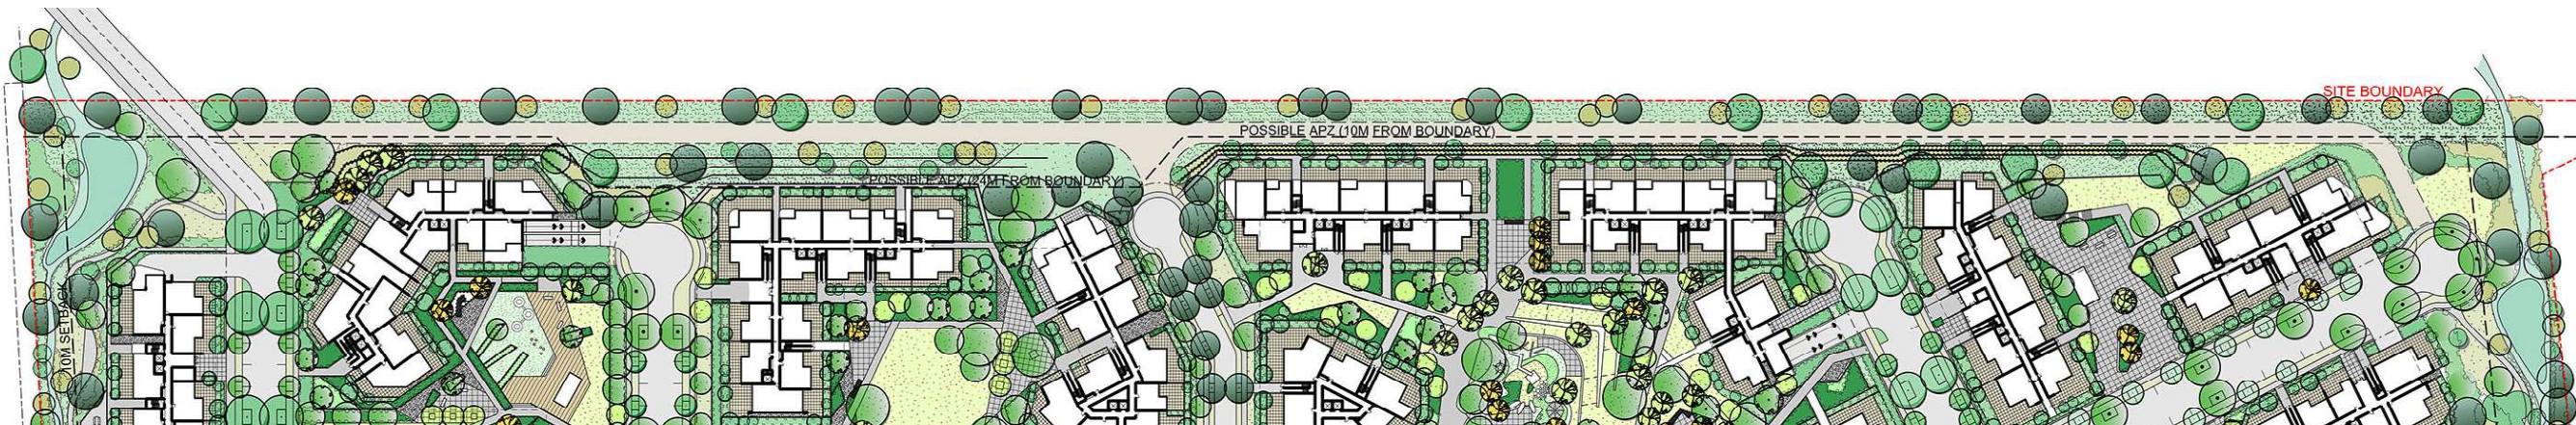 SITE BOUNDARY
POSSIBLE APZ (10M FROM BOUNDARY)
POSSIBLE APZ (24M FROM BOUNDARY)
10M SETBACK